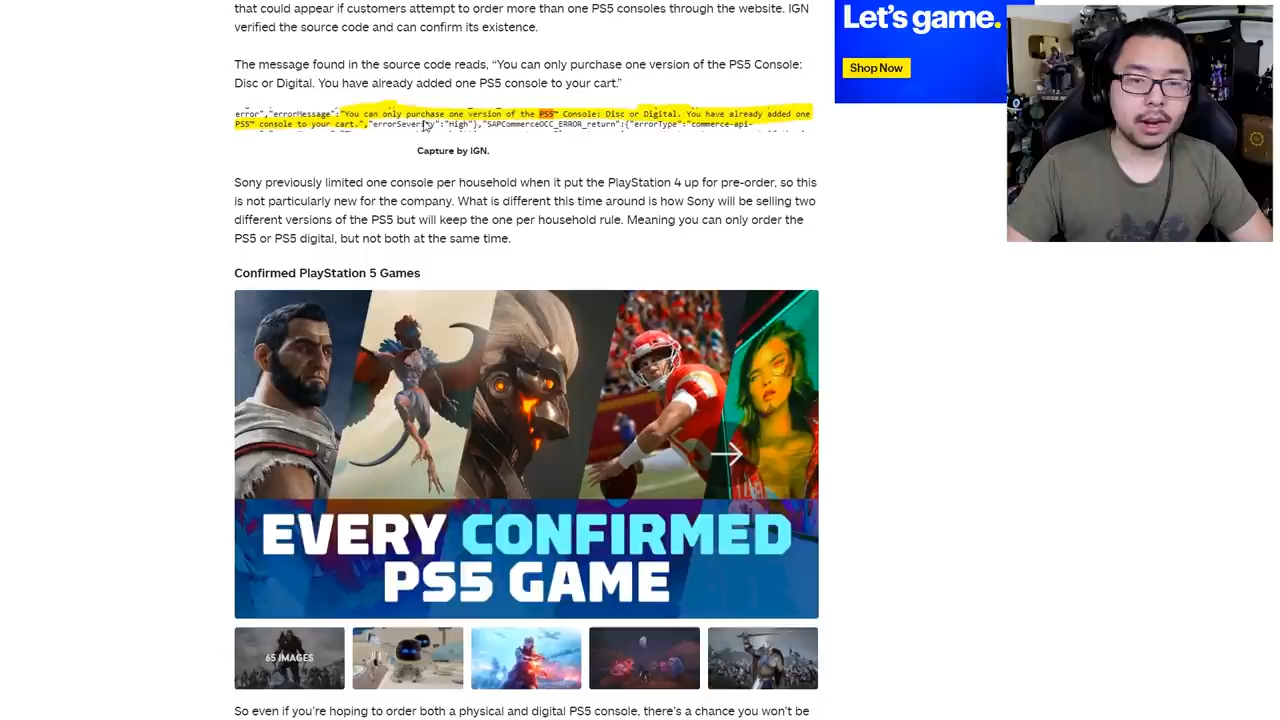 that could appear if customers attempt to order more than one PS5 consoles through the website. IGN
verified the source code and can confirm its existence.
The message found in the source code reads, “You can only purchase one version of the PS5 Console:
Disc or Digital. You have already added one PS5 console to your cart.”
error","errorMessage":"You can only purchase one version of the PS5™ Console: Disc or Digital. You have already added one
PS5™ console to your cart.","errorSeverity":"High"},"SAPCommerceOCC_ERROR_return":{"errorType":"commerce-api-
Capture by IGN.
Sony previously limited one console per household when it put the PlayStation 4 up for pre-order, so this
is not particularly new for the company. What is different this time around is how Sony will be selling two
different versions of the PS5 but will keep the one per household rule. Meaning you can only order the
PS5 or PS5 digital, but not both at the same time.
Confirmed PlayStation 5 Games
EVERY CONFIRMED
PS5 GAME
65 IMAGES
So even if you're hoping to order both a physical and digital PS5 console, there's a chance you won't be
Let's game.
Shop Now